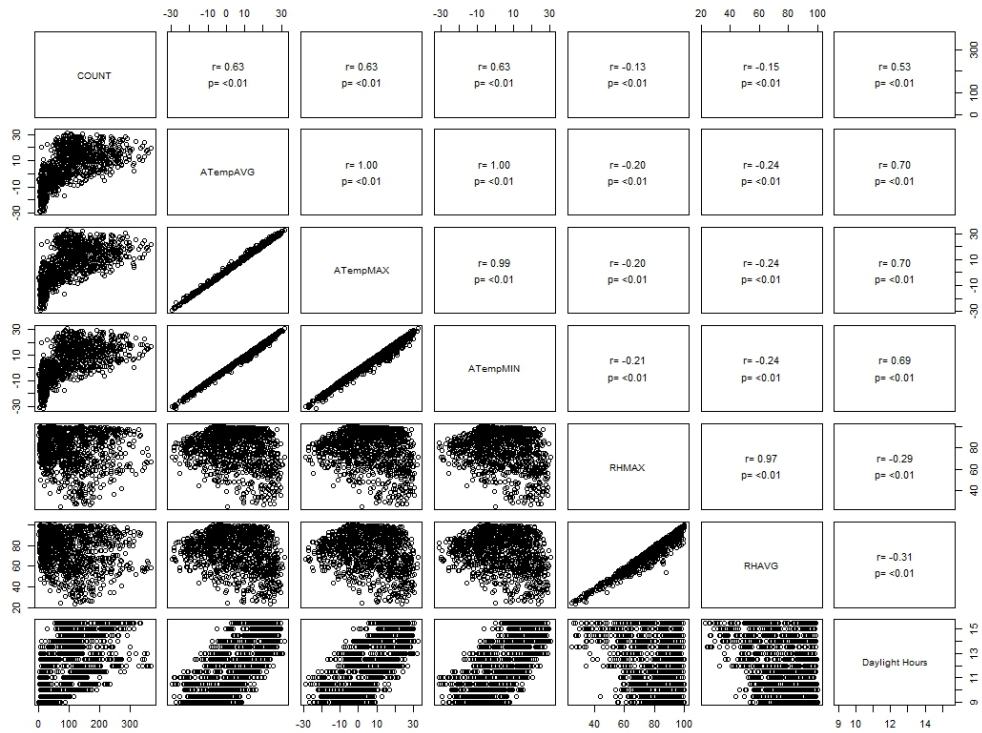 -30 -10 0 10 30 -30 -10 0 10 30 20 40 60 80 100
COUNT
r= 0.63
p= <0.01
r= 0.63
p= <0.01
r= 0.63
p= <0.01
r= -0.13
p= <0.01
r= -0.15
p= <0.01
r= 0.53
p= <0.01
0 100 300
-30 -10 10 30
ATempAVG
r= 1.00
p= <0.01
r= 1.00
p= <0.01
r= -0.20
p= <0.01
r= -0.24
p= <0.01
r= 0.70
p= <0.01
ATempMAX
r= 0.99
p= <0.01
r= -0.20
p= <0.01
r= -0.24
p= <0.01
r= 0.70
p= <0.01
-30 -10 10 30
-30 -10 10 30
ATempMIN
r= -0.21
p= <0.01
r= -0.24
p= <0.01
r= 0.69
p= <0.01
RHMAX
r= 0.97
p= <0.01
r= -0.29
p= <0.01
40 60 80
20 40 60 80
RHAVG
r= -0.31
p= <0.01
Daylight Hours
9 10 11 13 15
0 100 200 300 -30 -10 0 10 30 40 60 80 100 9 10 12 14